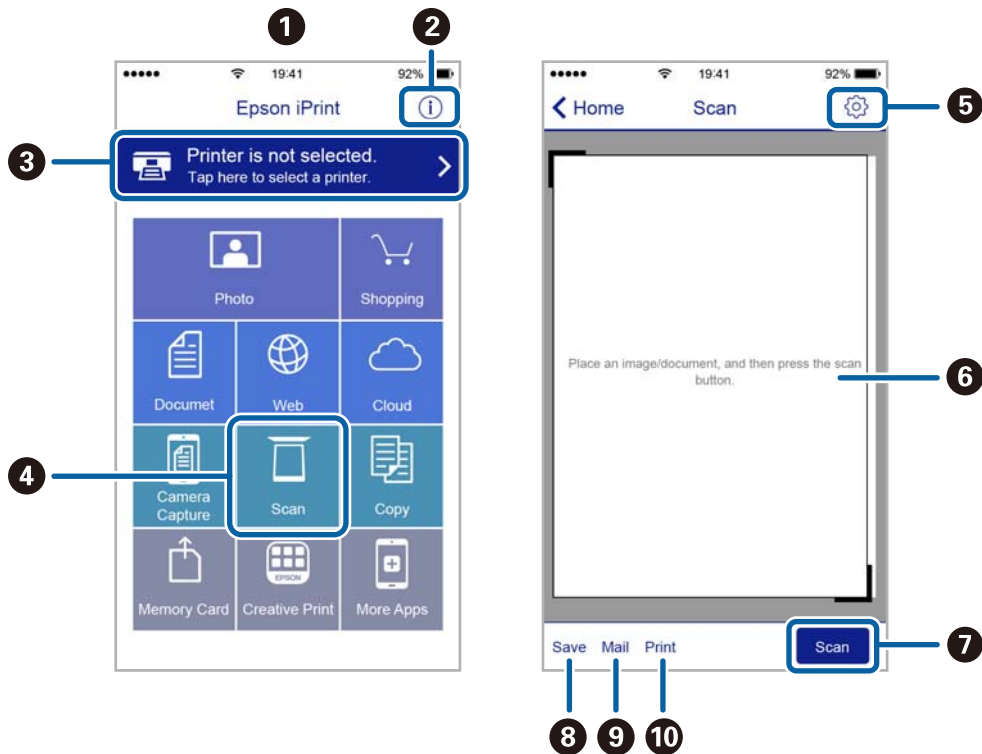 1
2
19:41
92%
Epson iPrint
i
3
Printer is not selected.
Tap here to select a printer.
Photo
Shopping
Documet
Web
Cloud
4
Camera
Capture
Scan
Copy
EPSON
Memory Card
Creative Print
More Apps
19:41
92%
Home
Scan
5
Place an image/document, and then press the scan
button.
6
Save
Mail
Print
Scan
7
8
9
10